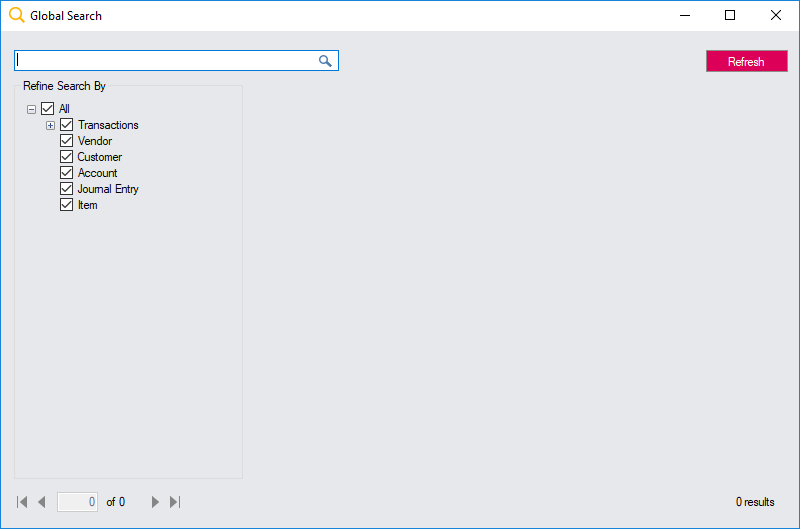 Global Search
Refresh
Refine Search By
All
Transactions
Vendor
Customer
Account
Journal Entry
Item
0 of 0
0 results